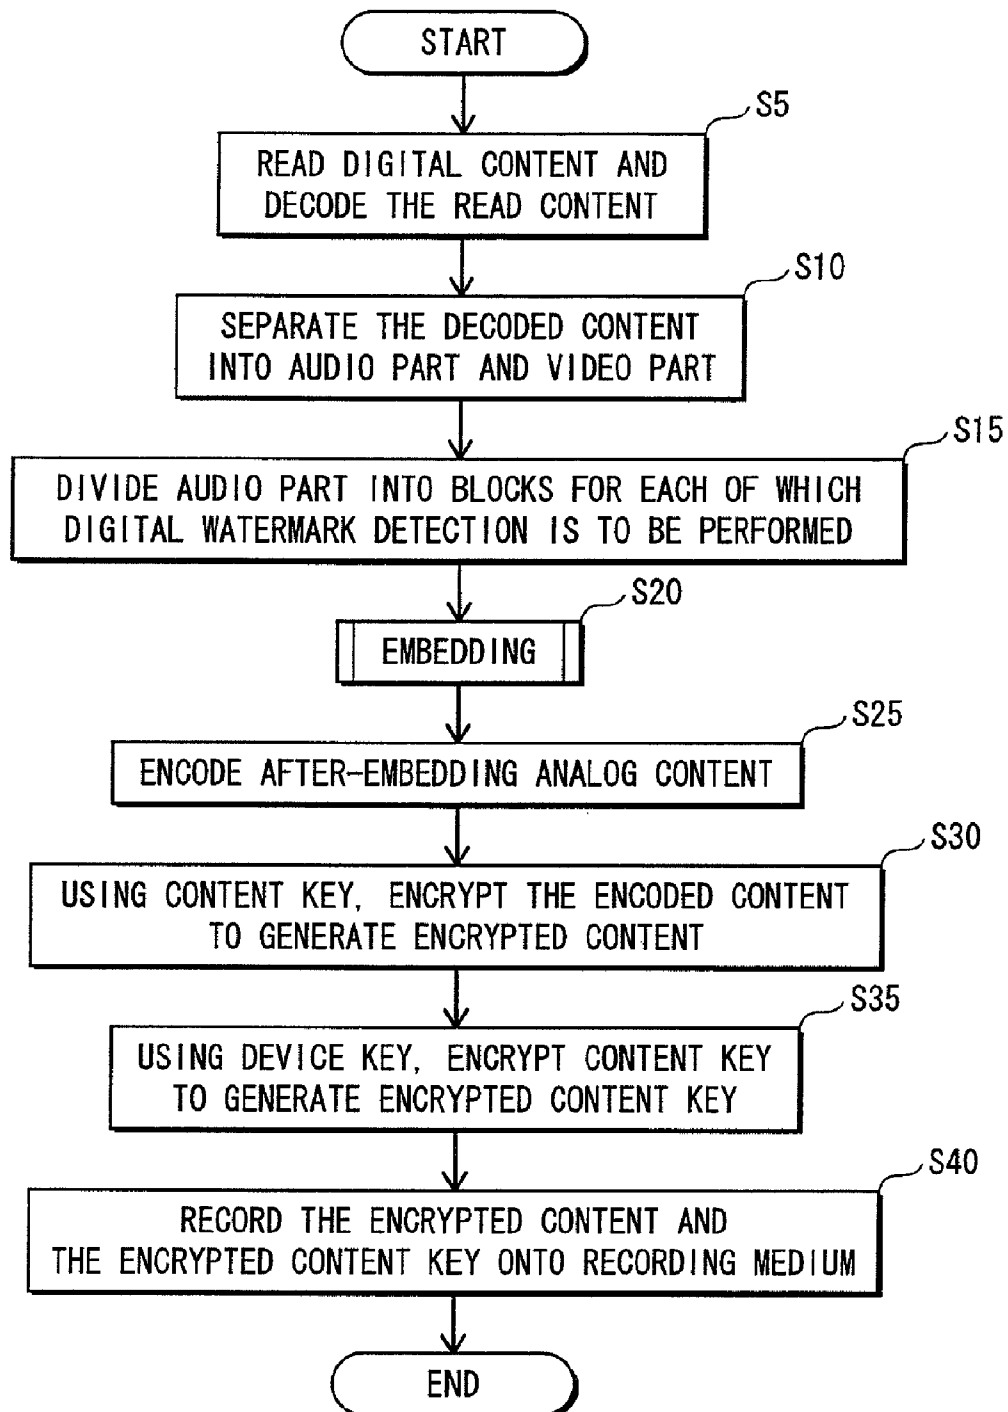 START
S5
READ DIGITAL CONTENT AND
DECODE THE READ CONTENT
S10
SEPARATE THE DECODED CONTENT
INTO AUDIO PART AND VIDEO PART
S15
DIVIDE AUDIO PART INTO BLOCKS FOR EACH OF WHICH
DIGITAL WATERMARK DETECTION IS TO BE PERFORMED
S20
EMBEDDING
S25
ENCODE AFTER-EMBEDDING ANALOG CONTENT
S30
USING CONTENT KEY, ENCRYPT THE ENCODED CONTENT
TO GENERATE ENCRYPTED CONTENT
S35
USING DEVICE KEY, ENCRYPT CONTENT KEY
TO GENERATE ENCRYPTED CONTENT KEY
S40
RECORD THE ENCRYPTED CONTENT AND
THE ENCRYPTED CONTENT KEY ONTO RECORDING MEDIUM
END